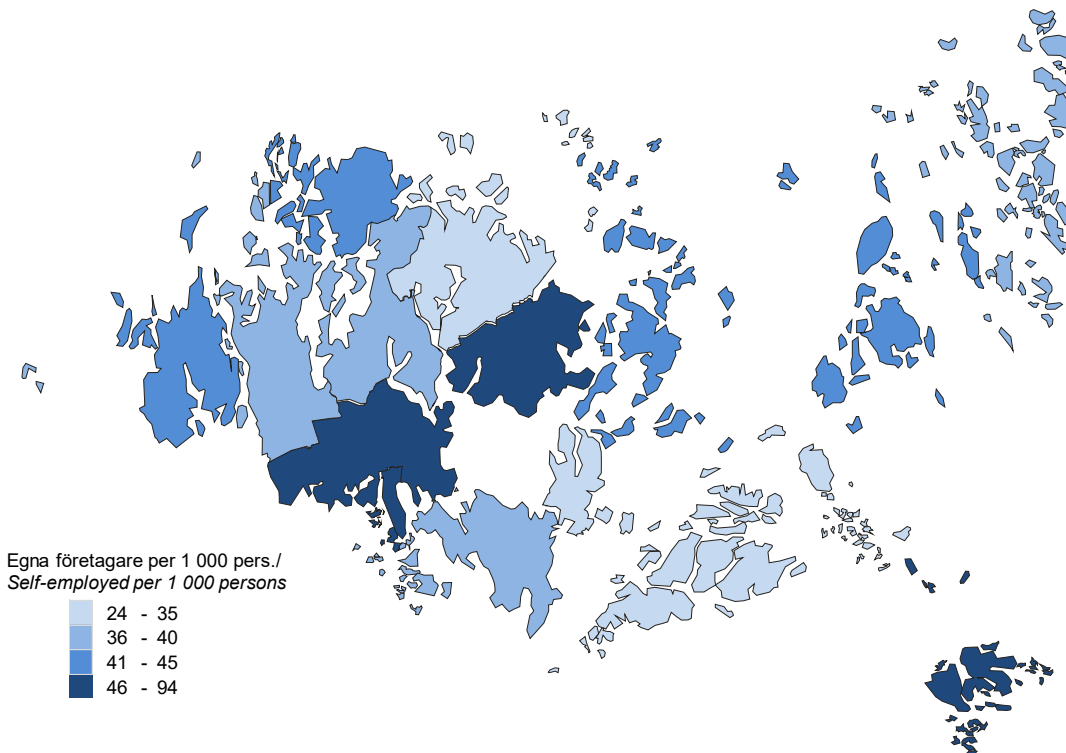 Egna företagare per 1 000 pers./
Self-employed per 1 000 persons
24 - 35
36 - 40
41 - 45
46 - 94